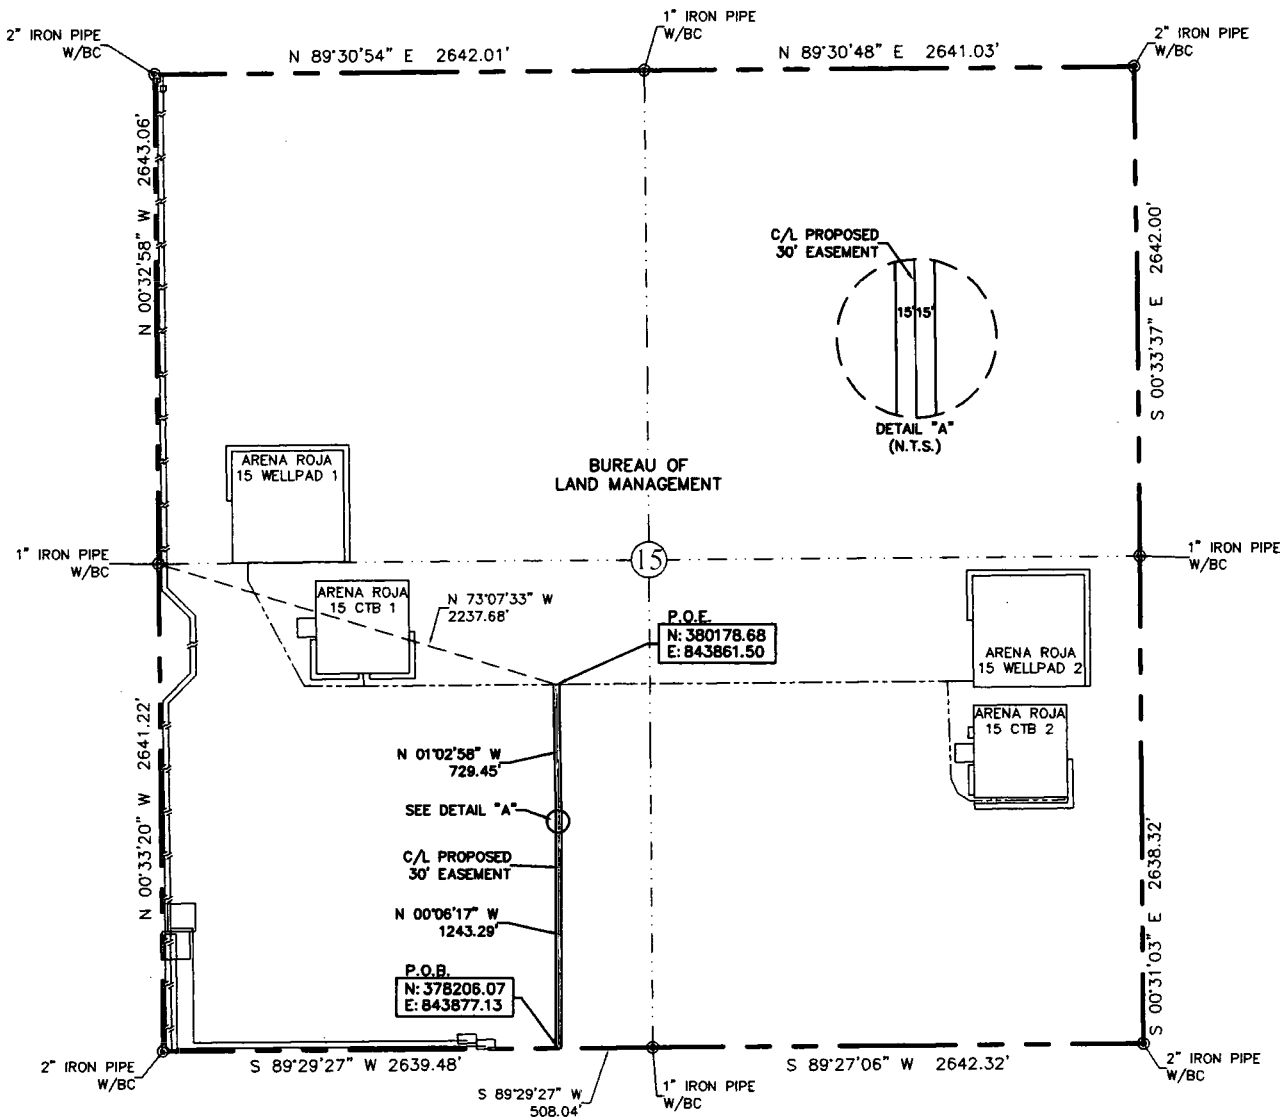 1" IRON PIPE
W/BC
2" IRON PIPE
W/BC
N 89°30'54" E 2642.01'
N 89°30'48" E 2641.03'
2" IRON PIPE
W/BC
N 00°32'58" W 2643.06'
S 00°33'37" E 2642.00'
C/L PROPOSED
30' EASEMENT
15' 15'
DETAIL "A"
(N.T.S.)
ARENA ROJA
15 WELLPAD 1
BUREAU OF
LAND MANAGEMENT
1" IRON PIPE
W/BC
15
1" IRON PIPE
W/BC
ARENA ROJA
15 CTB 1
N 73°07'33" W
2237.68'
P.O.E.
N: 380178.68
E: 843861.50
ARENA ROJA
15 WELLPAD 2
ARENA ROJA
15 CTB 2
N 00°33'20" W 2641.22'
N 01°02'58" W
729.45'
SEE DETAIL "A"
C/L PROPOSED
30' EASEMENT
N 00°06'17" W
1243.29'
S 00°31'03" E 2638.32'
P.O.B.
N: 378206.07
E: 843877.13
2" IRON PIPE
W/BC
S 89°29'27" W 2639.48'
S 89°29'27" W
508.04'
1" IRON PIPE
W/BC
S 89°27'06" W 2642.32'
2" IRON PIPE
W/BC